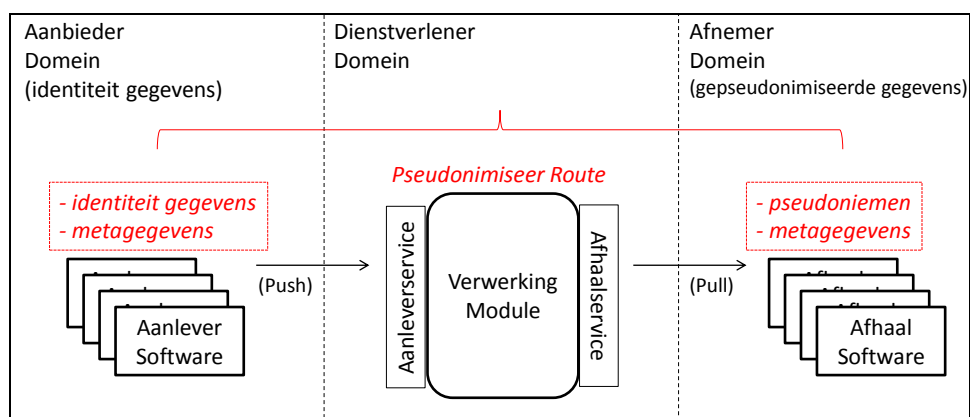 Aanbieder
Domein
(identiteit gegevens)
Dienstverlener
Domein
Afnemer
Domein
(gepseudonimiseerde gegevens)
Pseudonimiseer Route
- identiteit gegevens
- metagegevens
Aanlever
Software
(Push)
Aanleverservice
Verwerking
Module
Afhaalservice
(Pull)
- pseudoniemen
- metagegevens
Afhaal
Software